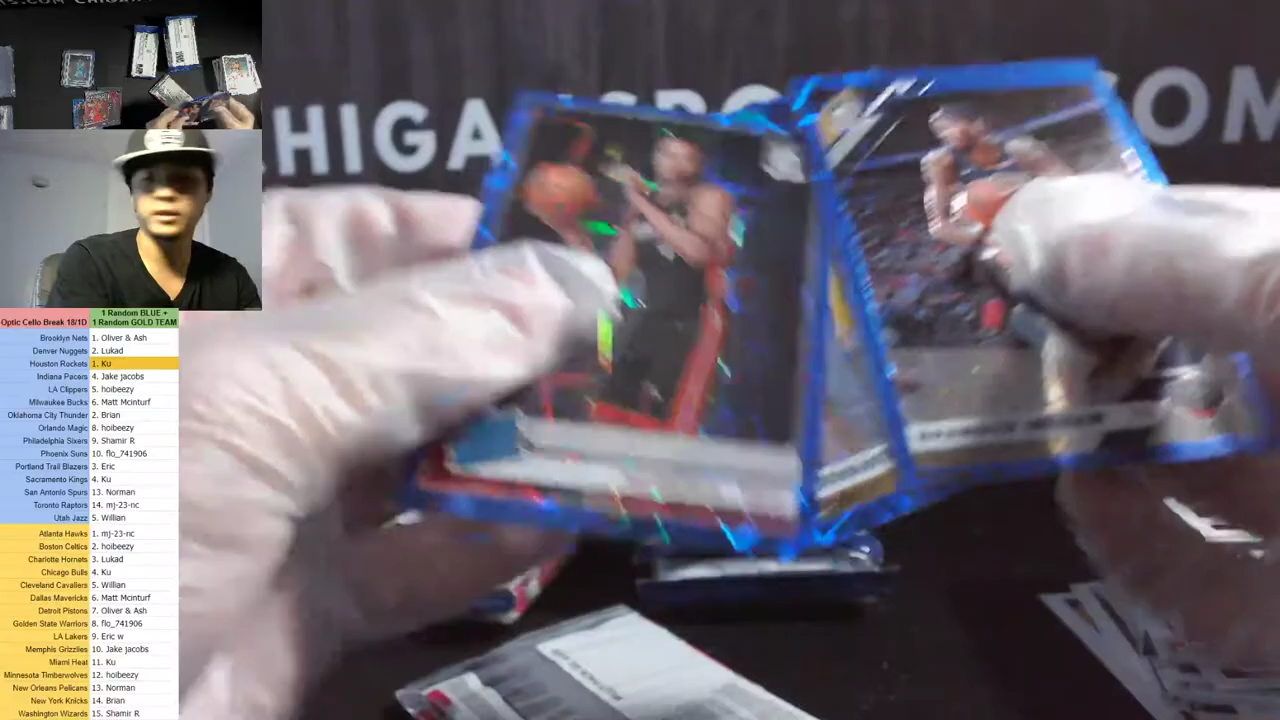 HIGA
SPO
OM
Optic Cello Break 18/1D
1 Random BLUE +
1 Random GOLD TEAM
Brooklyn Nets 1. Oliver & Ash
Denver Nuggets 2. Lukad
Houston Rockets 1. Ku
Indiana Pacers 4. Jake jacobs
LA Clippers 5. hoibeezy
Milwaukee Bucks 6. Matt Mcinturf
Oklahoma City Thunder 2. Brian
Orlando Magic 8. hoibeezy
Philadelphia Sixers 9. Shamir R
Phoenix Suns 10. flo_741906
Portland Trail Blazers 3. Eric
Sacramento Kings 4. Ku
San Antonio Spurs 13. Norman
Toronto Raptors 14. mj-23-nc
Utah Jazz 5. Willian
Atlanta Hawks 1. mj-23-nc
Boston Celtics 2. hoibeezy
Charlotte Hornets 3. Lukad
Chicago Bulls 4. Ku
Cleveland Cavaliers 5. Willian
Dallas Mavericks 6. Matt Mcinturf
Detroit Pistons 7. Oliver & Ash
Golden State Warriors 8. flo_741906
LA Lakers 9. Eric w
Memphis Grizzlies 10. Jake jacobs
Miami Heat 11. Ku
Minnesota Timberwolves 12. hoibeezy
New Orleans Pelicans 13. Norman
New York Knicks 14. Brian
Washington Wizards 15. Shamir R